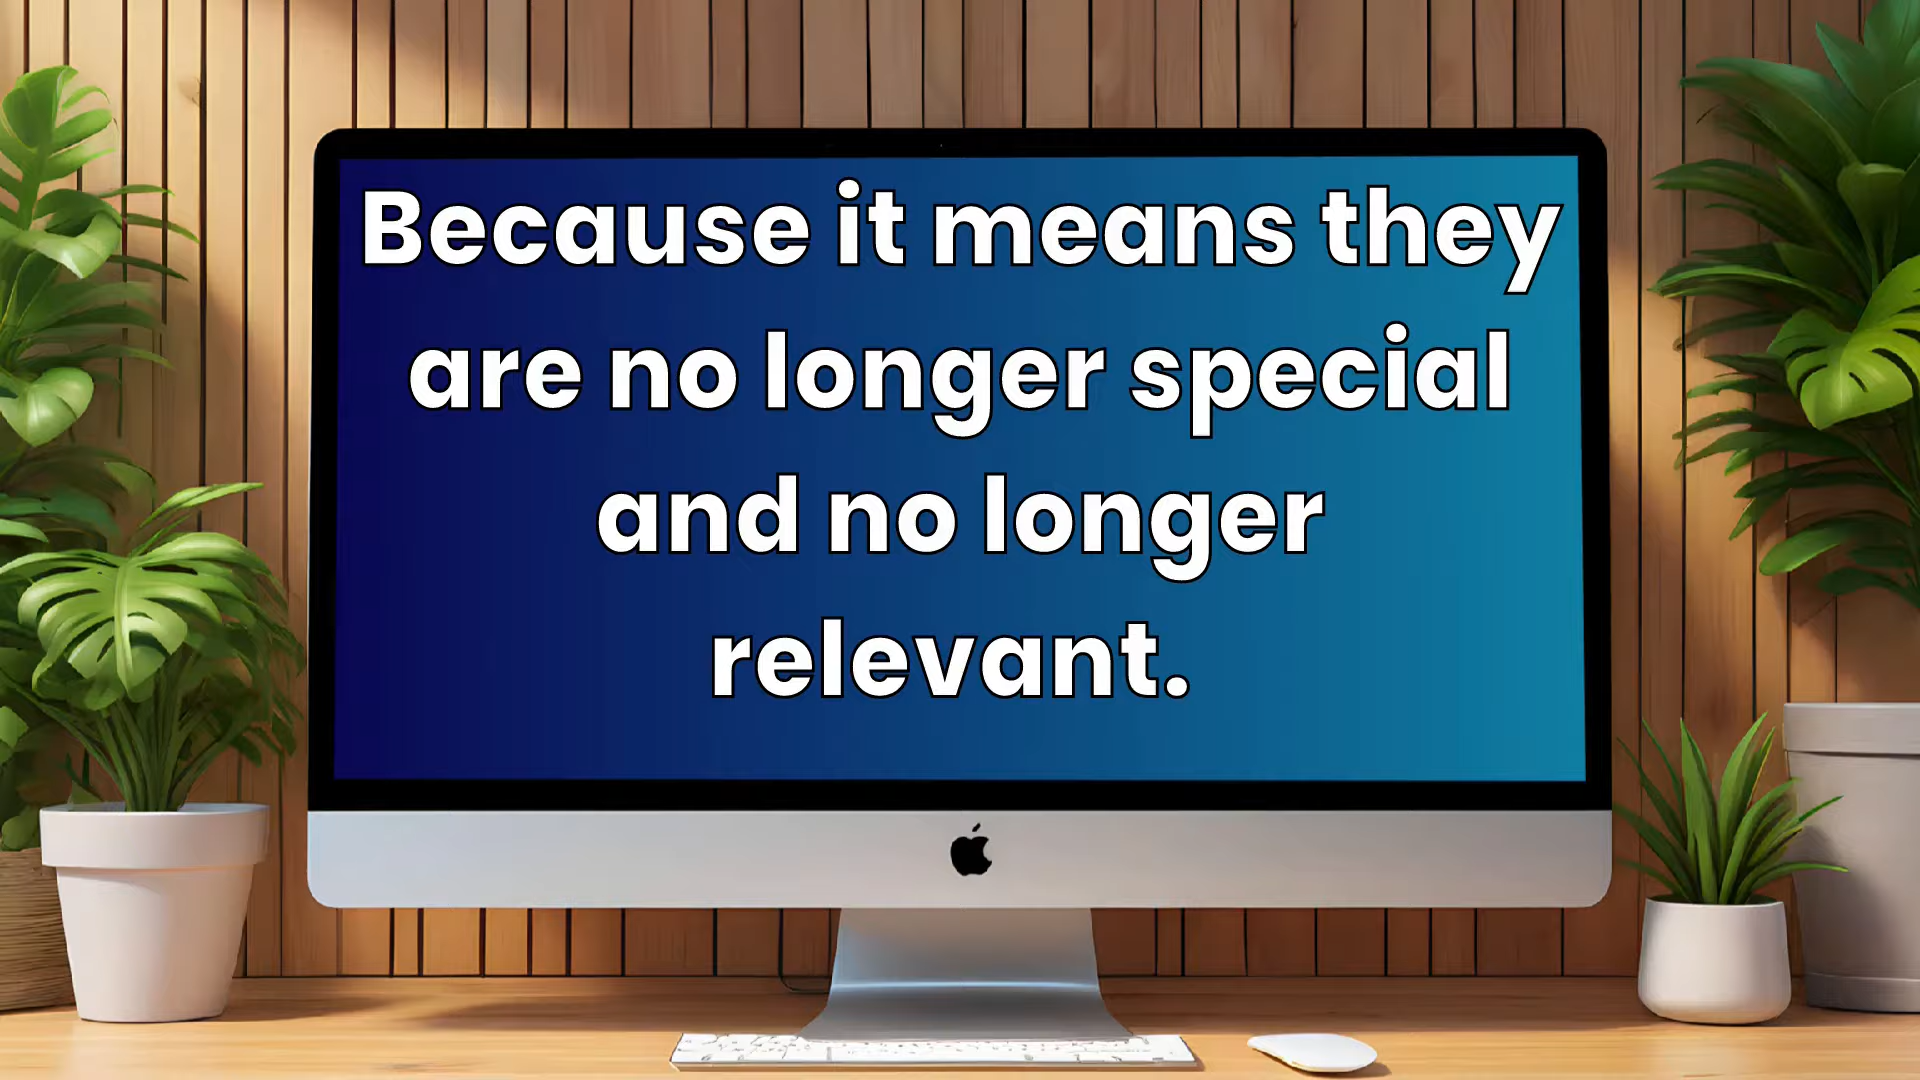 Because it means they
are no longer special
and no longer
relevant.